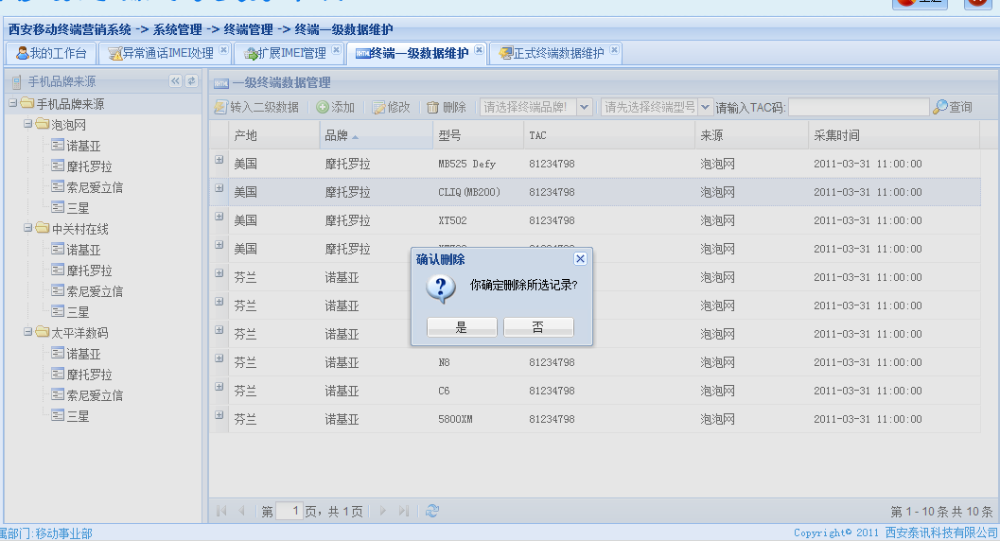 西安移动终端营销系统 -> 系统管理 -> 终端管理 -> 终端一级数据维护
我的工作台 异常通话IMEI处理 扩展IMEI管理 终端一级数据维护 正式终端数据维护
手机品牌来源
手机品牌来源
泡泡网
诺基亚
摩托罗拉
索尼爱立信
三星
中关村在线
诺基亚
摩托罗拉
索尼爱立信
三星
太平洋数码
诺基亚
摩托罗拉
索尼爱立信
三星
一级终端数据管理
转入二级数据 添加 修改 删除 请选择终端品牌! 请先选择终端型号 请输入TAC码: 查询
产地 品牌 型号 TAC 来源 采集时间
美国 摩托罗拉 MB525 Defy 81234798 泡泡网 2011-03-31 11:00:00
美国 摩托罗拉 CLIQ(MB200) 81234798 泡泡网 2011-03-31 11:00:00
美国 摩托罗拉 XT502 81234798 泡泡网 2011-03-31 11:00:00
美国 摩托罗拉 81234798 泡泡网 2011-03-31 11:00:00
芬兰 诺基亚 泡泡网 2011-03-31 11:00:00
芬兰 诺基亚 泡泡网 2011-03-31 11:00:00
芬兰 诺基亚 泡泡网 2011-03-31 11:00:00
芬兰 诺基亚 N8 81234798 泡泡网 2011-03-31 11:00:00
芬兰 诺基亚 C6 81234798 泡泡网 2011-03-31 11:00:00
芬兰 诺基亚 5800XM 81234798 泡泡网 2011-03-31 11:00:00
确认删除
你确定删除所选记录?
是 否
第 1 页，共 1 页
第 1 - 10 条 共 10 条
属部门:移动事业部
Copyright© 2011 西安泰讯科技有限公司